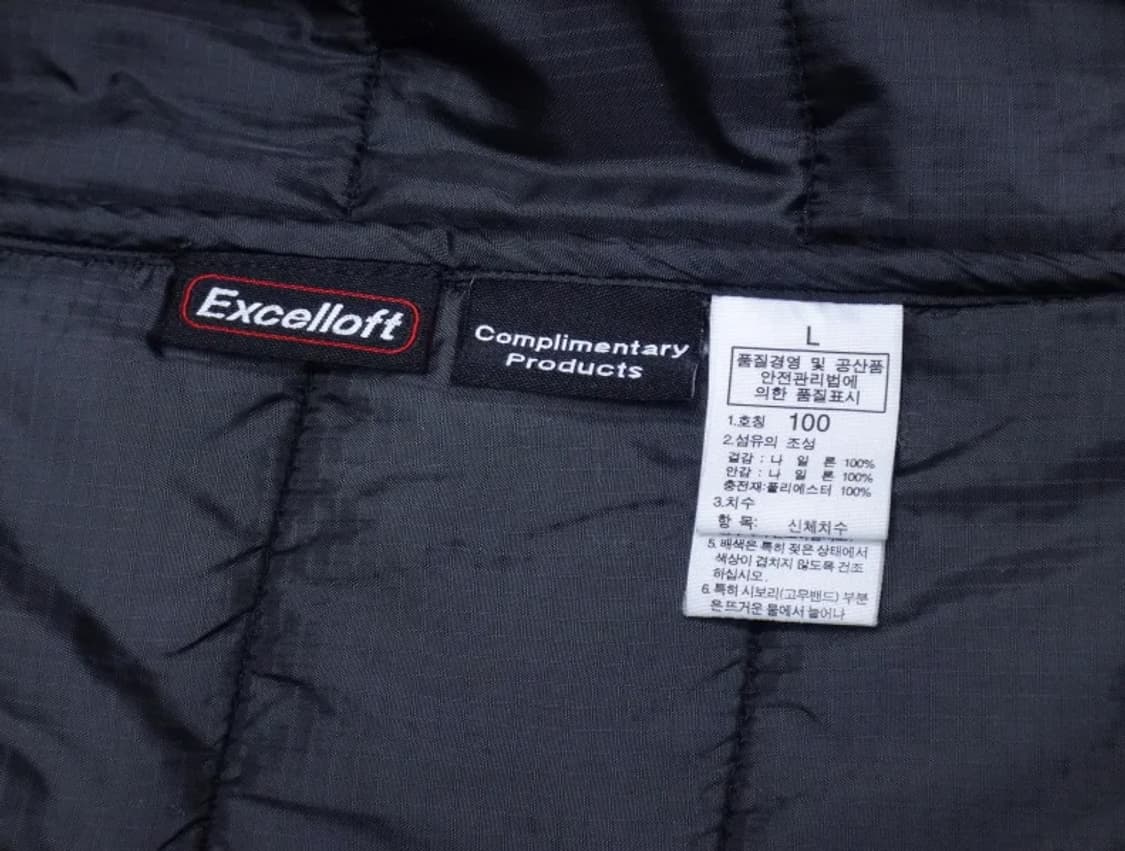 Excelloft
Complimentary
Products
L
품질경영 및 공산품
안전관리법에
의한 품질표시
1.호칭 100
2.섬유의 조성
겉감 : 나 일 론 100%
안감 : 나 일 론 100%
충전재:폴리에스터 100%
3.치수
항 목: 신체치수
5. 배색은 특히 젖은 상태에서
색상이 겹치지 않도록 건조
하십시오.
6. 특히 시보리(고무밴드) 부분
은 뜨거운 물에서 늘어나